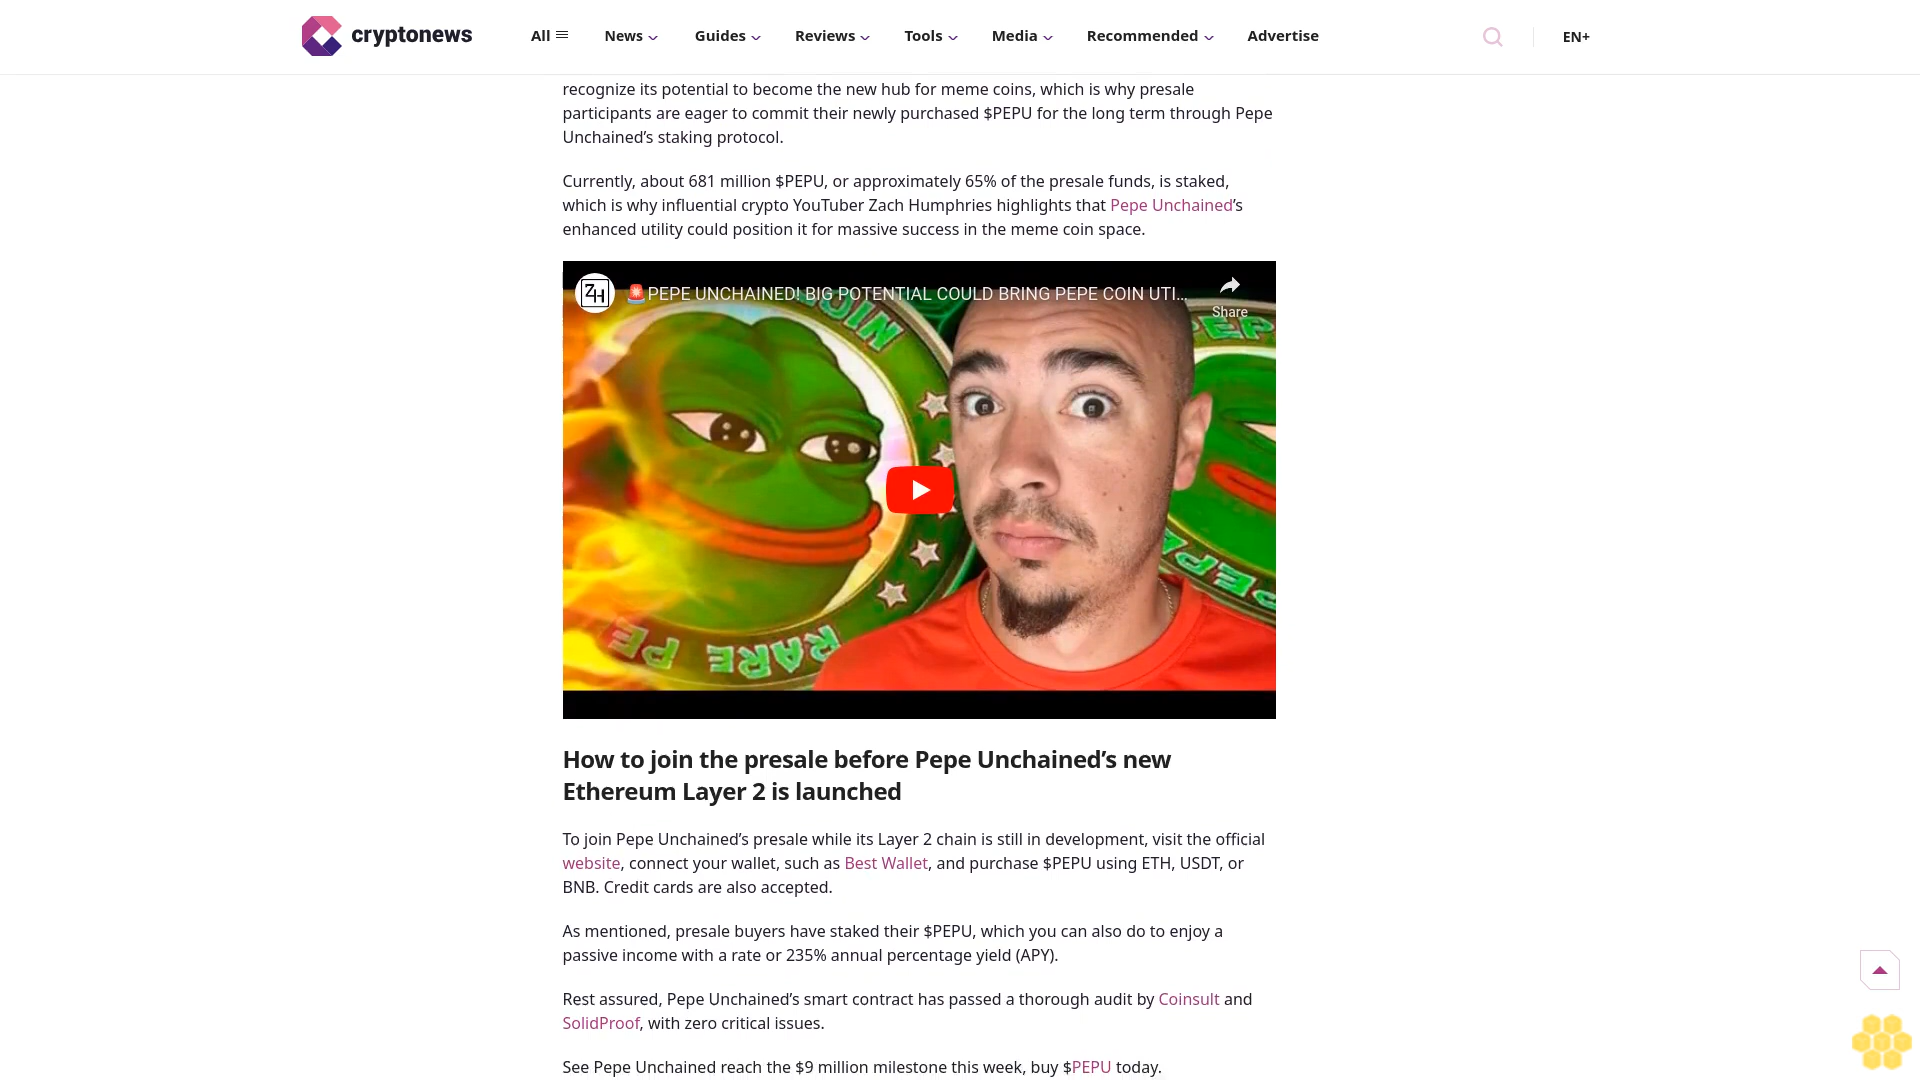 cryptonews
All
News
Guides
Reviews
Tools
Media
Recommended
Advertise
EN+
recognize its potential to become the new hub for meme coins, which is why presale
participants are eager to commit their newly purchased $PEPU for the long term through Pepe
Unchained’s staking protocol.
Currently, about 681 million $PEPU, or approximately 65% of the presale funds, is staked,
which is why influential crypto YouTuber Zach Humphries highlights that Pepe Unchained’s
enhanced utility could position it for massive success in the meme coin space.
ZH
🚨PEPE UNCHAINED! BIG POTENTIAL COULD BRING PEPE COIN UTI...
Share
RARE PE
How to join the presale before Pepe Unchained’s new
Ethereum Layer 2 is launched
To join Pepe Unchained’s presale while its Layer 2 chain is still in development, visit the official
website, connect your wallet, such as Best Wallet, and purchase $PEPU using ETH, USDT, or
BNB. Credit cards are also accepted.
As mentioned, presale buyers have staked their $PEPU, which you can also do to enjoy a
passive income with a rate or 235% annual percentage yield (APY).
Rest assured, Pepe Unchained’s smart contract has passed a thorough audit by Coinsult and
SolidProof, with zero critical issues.
See Pepe Unchained reach the $9 million milestone this week, buy $PEPU today.